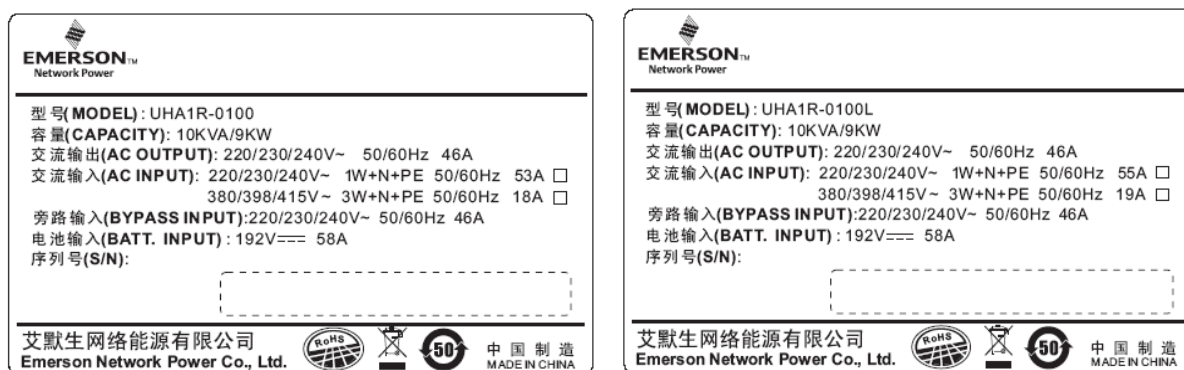 EMERSON™
Network Power
型号(MODEL): UHA1R-0100
容量(CAPACITY): 10KVA/9KW
交流输出(AC OUTPUT): 220/230/240V~ 50/60Hz 46A
交流输入(AC INPUT): 220/230/240V~ 1W+N+PE 50/60Hz 53A □
380/398/415V~ 3W+N+PE 50/60Hz 18A □
旁路输入(BYPASS INPUT):220/230/240V~ 50/60Hz 46A
电池输入(BATT. INPUT): 192V⎓ 58A
序列号(S/N):
艾默生网络能源有限公司
Emerson Network Power Co., Ltd.
RoHS
50
中国制造
MADE IN CHINA
EMERSON™
Network Power
型号(MODEL): UHA1R-0100L
容量(CAPACITY): 10KVA/9KW
交流输出(AC OUTPUT): 220/230/240V~ 50/60Hz 46A
交流输入(AC INPUT): 220/230/240V~ 1W+N+PE 50/60Hz 55A □
380/398/415V~ 3W+N+PE 50/60Hz 19A □
旁路输入(BYPASS INPUT):220/230/240V~ 50/60Hz 46A
电池输入(BATT. INPUT): 192V⎓ 58A
序列号(S/N):
艾默生网络能源有限公司
Emerson Network Power Co., Ltd.
RoHS
50
中国制造
MADE IN CHINA